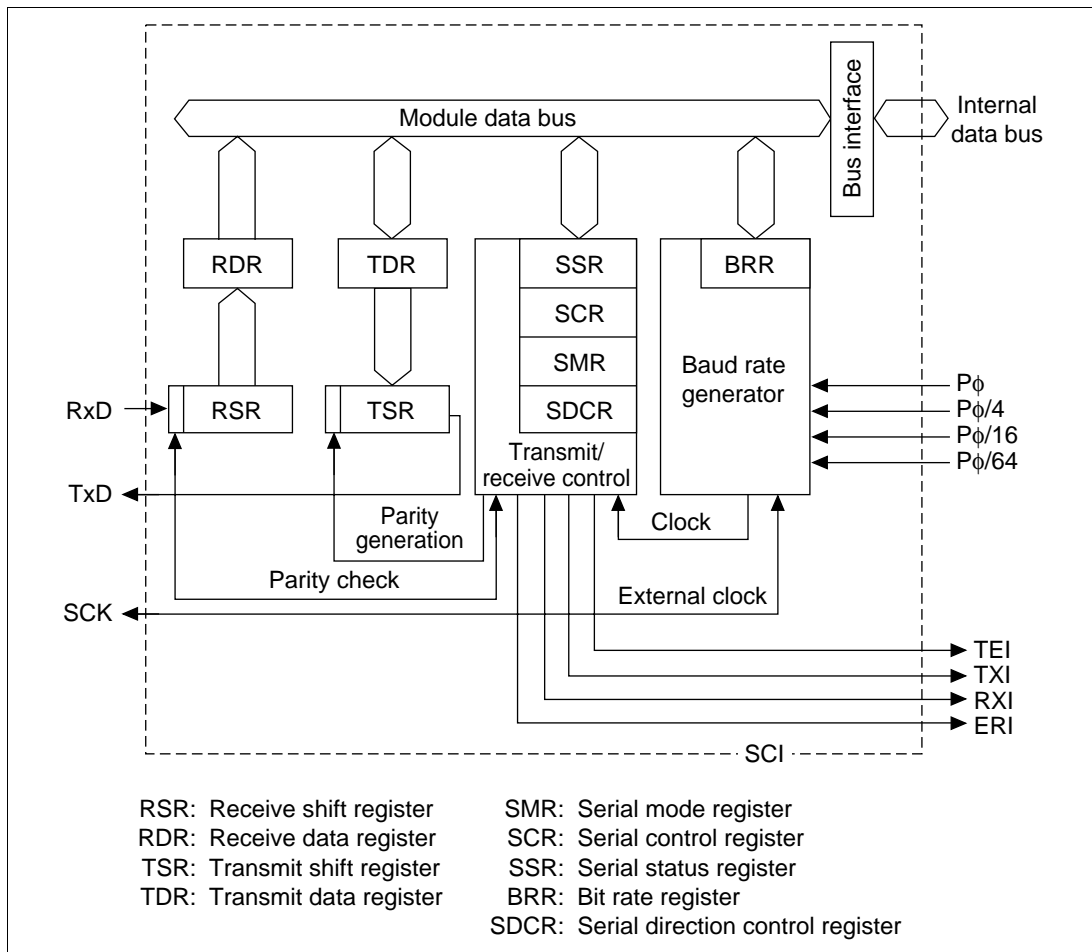 Module data bus
Bus interface
Internal
data bus
RDR
TDR
SSR
BRR
SCR
SMR
Baud rate
generator
Pφ
RxD
RSR
TSR
SDCR
Pφ/4
Pφ/16
Transmit/
receive control
Pφ/64
TxD
Parity
generation
Clock
Parity check
External clock
SCK
TEI
TXI
RXI
ERI
SCI
RSR: Receive shift register
RDR: Receive data register
TSR: Transmit shift register
TDR: Transmit data register
SMR: Serial mode register
SCR: Serial control register
SSR: Serial status register
BRR: Bit rate register
SDCR: Serial direction control register